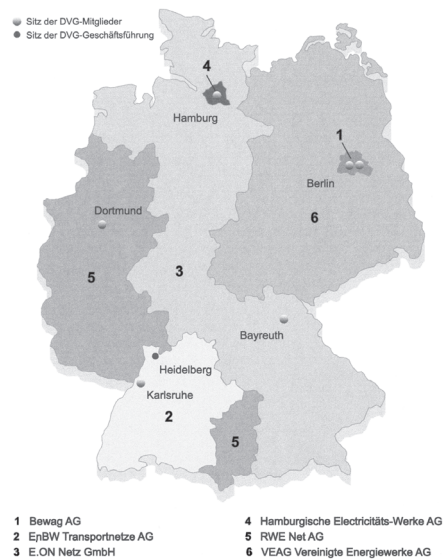 Sitz der DVG-Mitglieder
Sitz der DVG-Geschäftsführung
4
Hamburg
1
Berlin
6
Dortmund
5
3
Bayreuth
Heidelberg
Karlsruhe
2
5
1 Bewag AG
2 EnBW Transportnetze AG
3 E.ON Netz GmbH
4 Hamburgische Electricitäts-Werke AG
5 RWE Net AG
6 VEAG Vereinigte Energiewerke AG